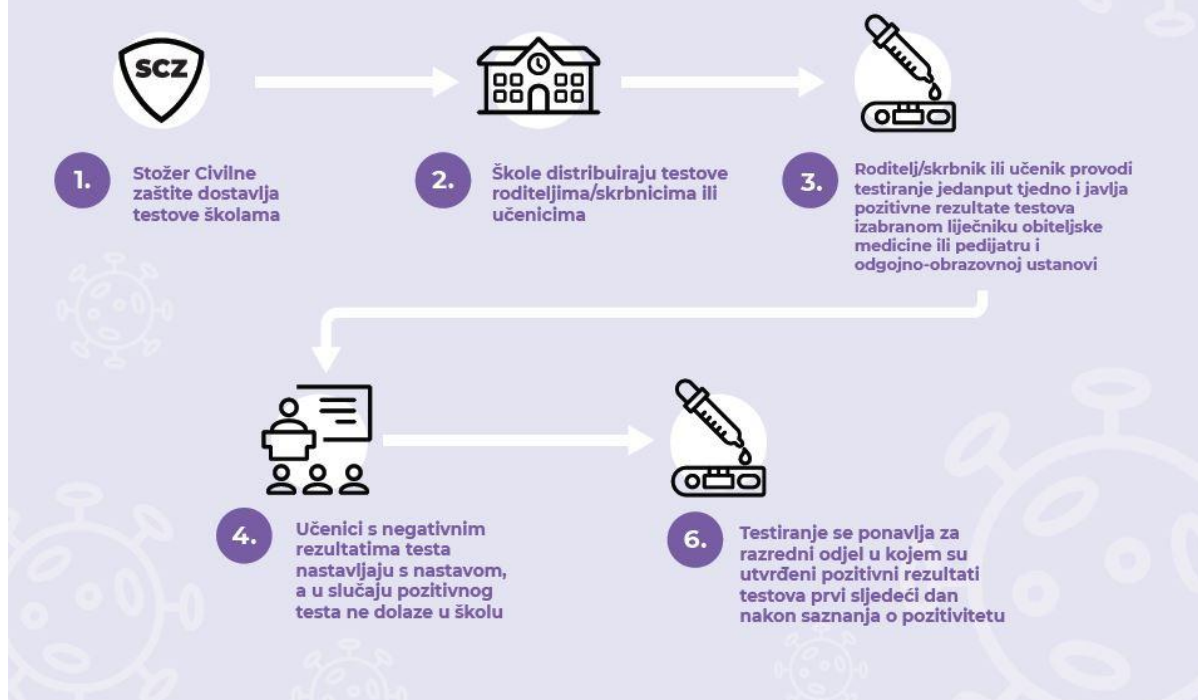 SCZ
1.
Stožer Civilne
zaštite dostavlja
testove školama
2.
Škole distribuiraju testove
roditeljima/skrbnicima ili
učenicima
3.
Roditelj/skrbnik ili učenik provodi
testiranje jedanput tjedno i javlja
pozitivne rezultate testova
izabranom liječniku obiteljske
medicine ili pedijatru i
odgojno-obrazovnoj ustanovi
4.
Učenici s negativnim
rezultatima testa
nastavljaju s nastavom,
a u slučaju pozitivnog
testa ne dolaze u školu
6.
Testiranje se ponavlja za
razredni odjel u kojem su
utvrđeni pozitivni rezultati
testova prvi sljedeći dan
nakon saznanja o pozitivitetu